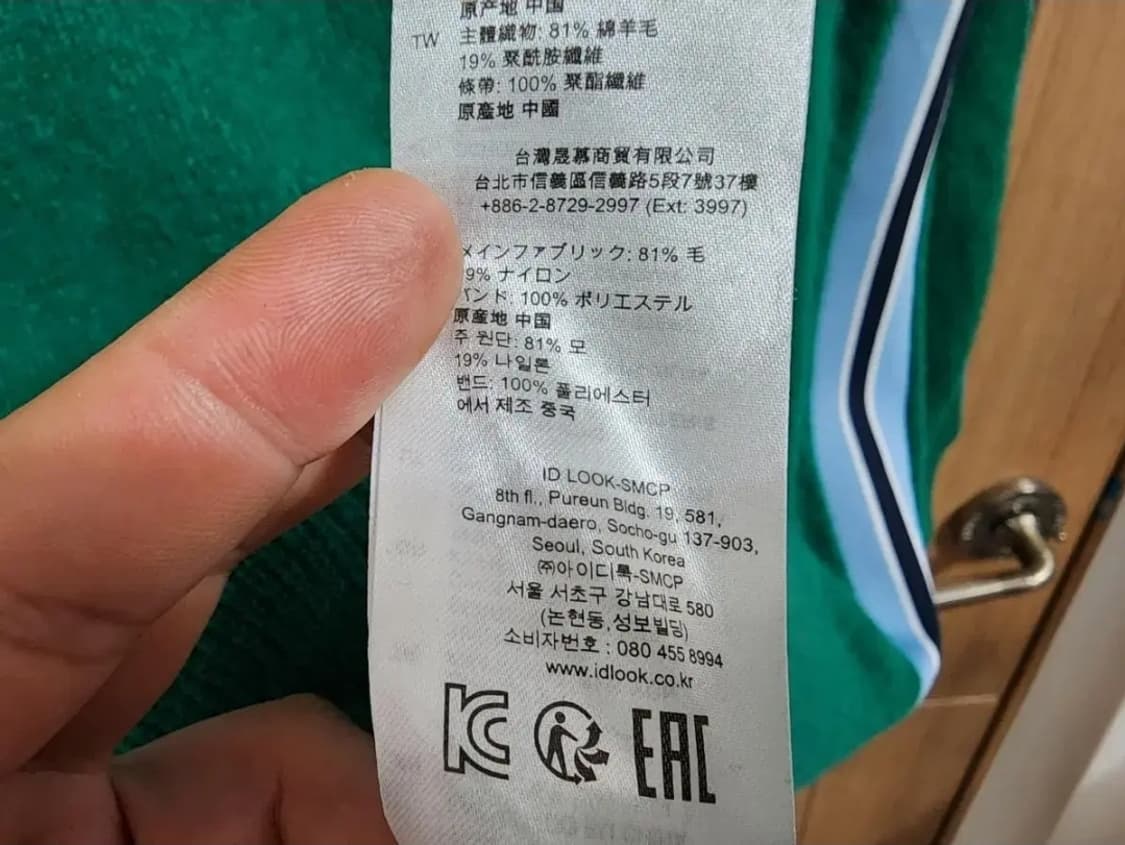 原产地 中国
TW
主體織物: 81% 綿羊毛
19% 聚酰胺纖維
條帶: 100% 聚酯纖維
原產地 中國
台灣晟慕商貿有限公司
台北市信義區信義路5段7號37樓
+886-2-8729-2997 (Ext: 3997)
メインファブリック: 81% 毛
9% ナイロン
バンド: 100% ポリエステル
原産地 中国
주 원단: 81% 모
19% 나일론
밴드: 100% 폴리에스터
에서 제조 중국
ID LOOK-SMCP
8th fl., Pureun Bldg. 19, 581,
Gangnam-daero, Socho-gu 137-903,
Seoul, South Korea
㈜아이디룩-SMCP
서울 서초구 강남대로 580
(논현동,성보빌딩)
소비자번호 : 080 455 8994
www.idlook.co.kr
KC
EAC